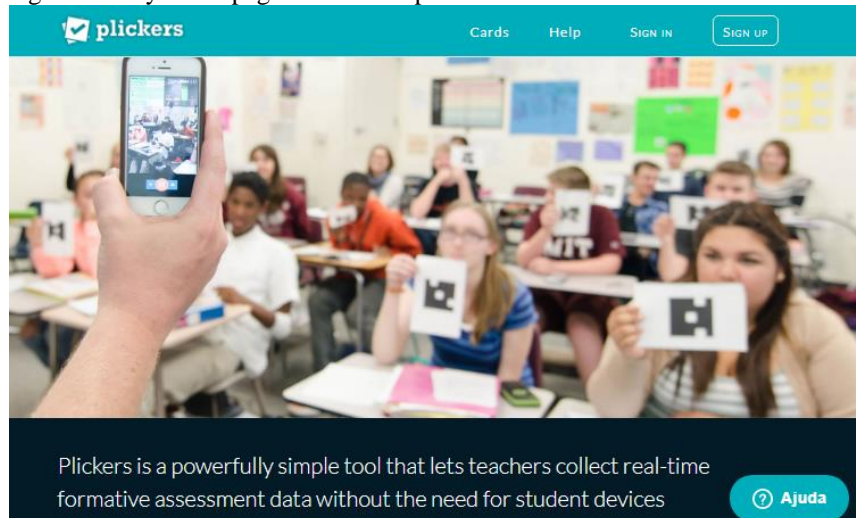 plickers
Cards Help SIGN IN SIGN UP
Plickers is a powerfully simple tool that lets teachers collect real-time
formative assessment data without the need for student devices
Ajuda